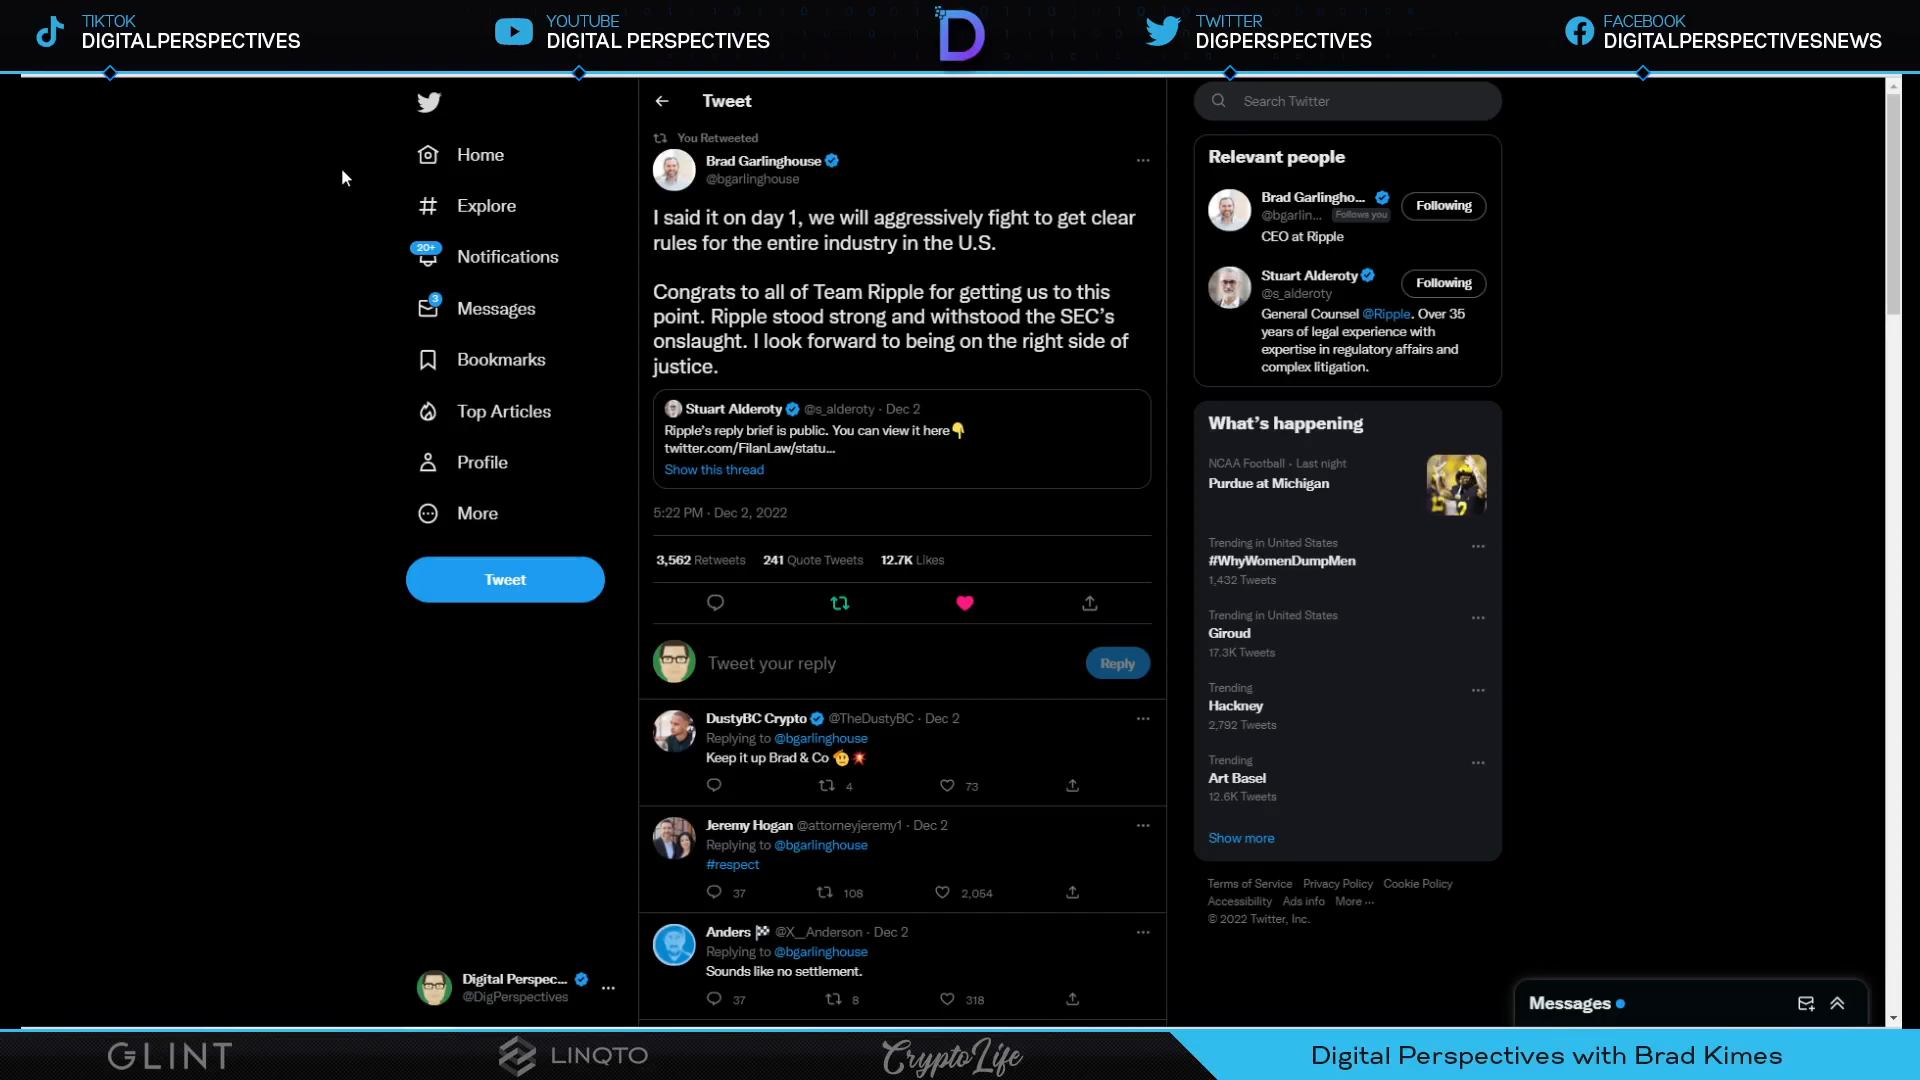 TIKTOK
DIGITALPERSPECTIVES
YOUTUBE
DIGITAL PERSPECTIVES
D
TWITTER
DIGPERSPECTIVES
FACEBOOK
DIGITALPERSPECTIVESNEWS
Home
Explore
20+
Notifications
3
Messages
Bookmarks
Top Articles
Profile
More
Tweet
Digital Perspec...
@DigPerspectives
Tweet
You Retweeted
Brad Garlinghouse
@bgarlinghouse
I said it on day 1, we will aggressively fight to get clear
rules for the entire industry in the U.S.
Congrats to all of Team Ripple for getting us to this
point. Ripple stood strong and withstood the SEC's
onslaught. I look forward to being on the right side of
justice.
Stuart Alderoty @s_alderoty · Dec 2
Ripple's reply brief is public. You can view it here👇
twitter.com/FilanLaw/statu...
Show this thread
5:22 PM · Dec 2, 2022
3,562 Retweets 241 Quote Tweets 12.7K Likes
Tweet your reply
Reply
DustyBC Crypto @TheDustyBC · Dec 2
Replying to @bgarlinghouse
Keep it up Brad & Co 🫡💥
4 73
Jeremy Hogan @attorneyjeremy1 · Dec 2
Replying to @bgarlinghouse
#respect
37 108 2,054
Anders 🏁 @X__Anderson · Dec 2
Replying to @bgarlinghouse
Sounds like no settlement.
37 8 318
Search Twitter
Relevant people
Brad Garlingho...
@bgarlin... Follows you
Following
CEO at Ripple
Stuart Alderoty
@s_alderoty
Following
General Counsel @Ripple. Over 35
years of legal experience with
expertise in regulatory affairs and
complex litigation.
What's happening
NCAA Football · Last night
Purdue at Michigan
Trending in United States
#WhyWomenDumpMen
1,432 Tweets
Trending in United States
Giroud
17.3K Tweets
Trending
Hackney
2,792 Tweets
Trending
Art Basel
12.6K Tweets
Show more
Terms of Service Privacy Policy Cookie Policy
Accessibility Ads info More ···
© 2022 Twitter, Inc.
Messages
GLINT
LINQTO
CryptoLife
Digital Perspectives with Brad Kimes